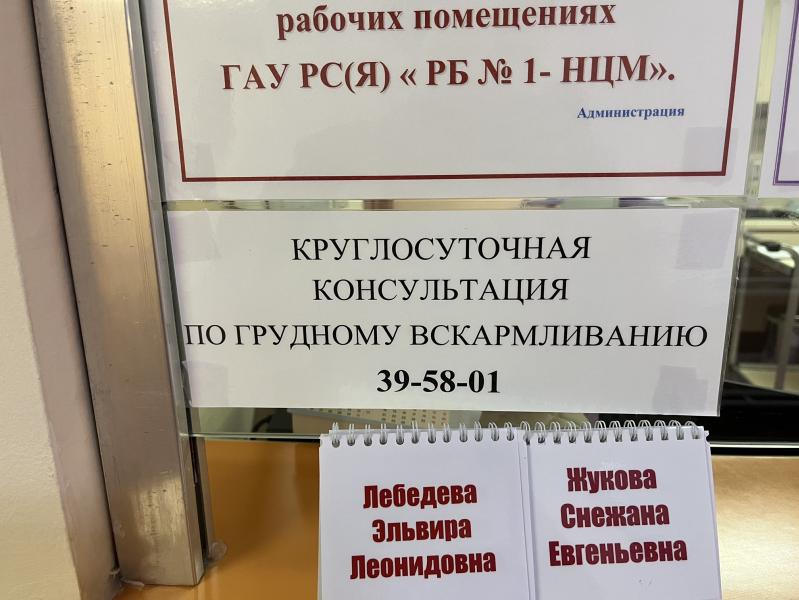 рабочих помещениях
ГАУ РС(Я) « РБ № 1- НЦМ».
Администрация
КРУГЛОСУТОЧНАЯ
КОНСУЛЬТАЦИЯ
ПО ГРУДНОМУ ВСКАРМЛИВАНИЮ
39-58-01
Лебедева
Эльвира
Леонидовна
Жукова
Снежана
Евгеньевна